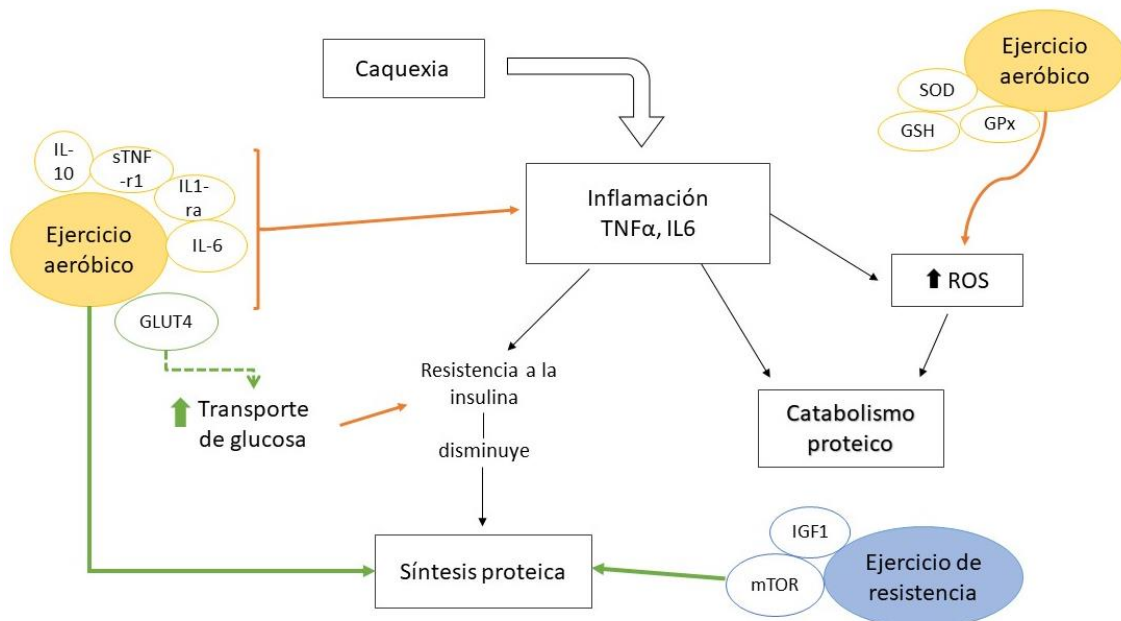 Caquexia
Ejercicio
aeróbico
SOD
GSH
GPx
IL-
10
sTNF
-r1
IL1-
ra
IL-6
Ejercicio
aeróbico
GLUT4
Inflamación
TNFα, IL6
ROS
Transporte
de glucosa
Resistencia a la
insulina
disminuye
Catabolismo
proteico
Síntesis proteica
IGF1
mTOR
Ejercicio de
resistencia